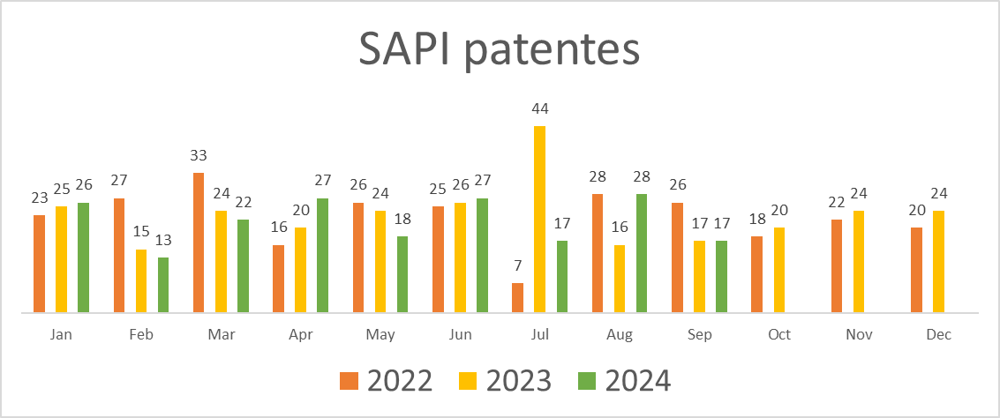 SAPI patentes
23 25 26 27 15 13 33 24 22 16 20 27 26 24 18 25 26 27 7 44 17 28 16 28 26 17 17 18 20 22 24 20 24
Jan Feb Mar Apr May Jun Jul Aug Sep Oct Nov Dec
2022 2023 2024